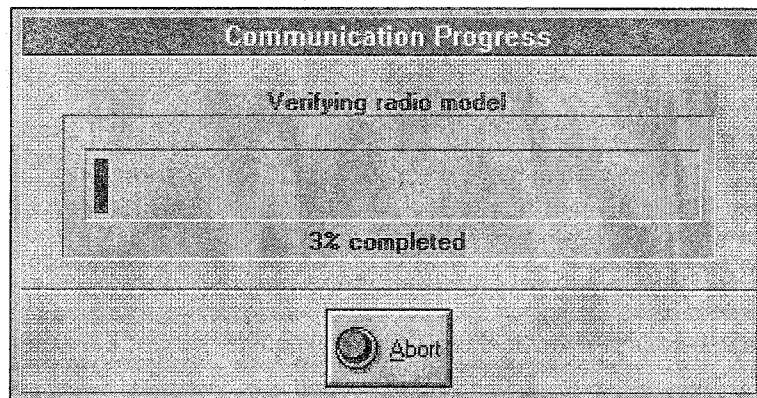 Communication Progress
Verifying radio model
3% completed
Abort